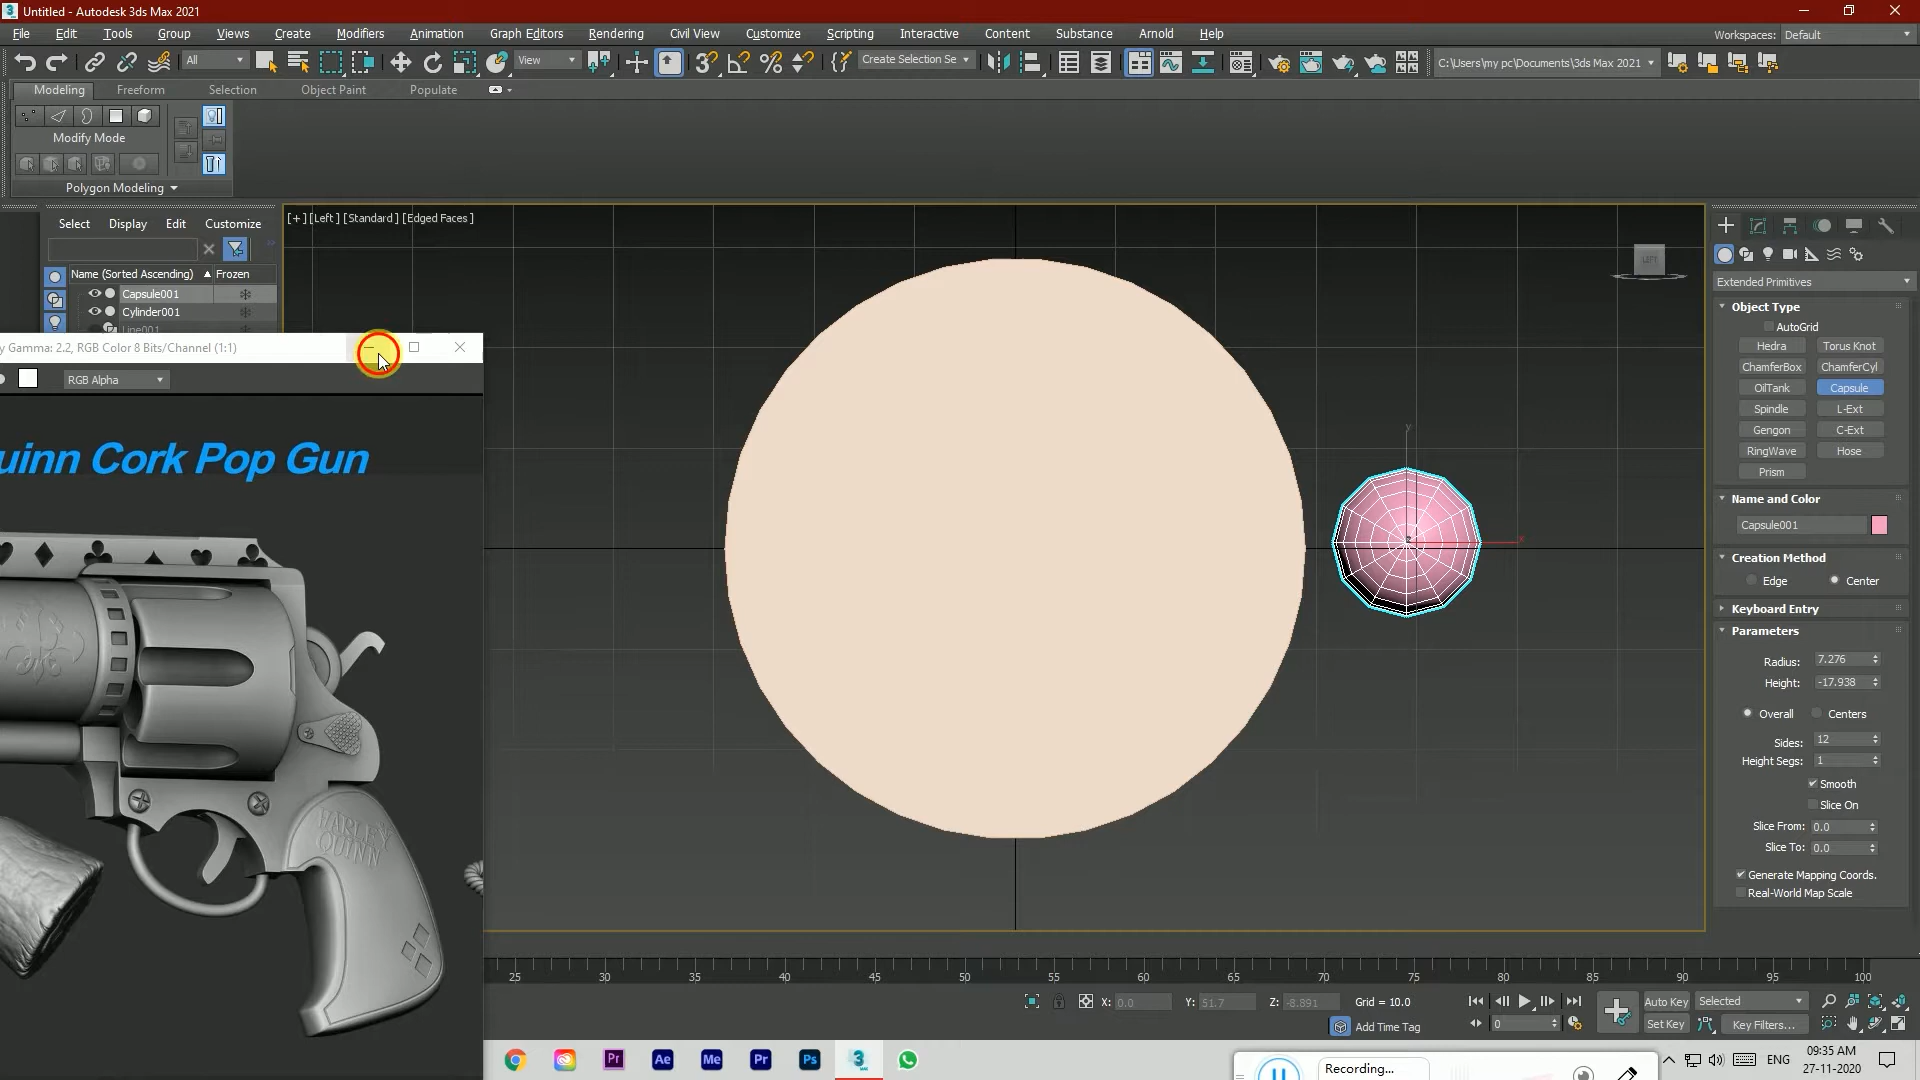 Untitled - Autodesk 3ds Max 2021
File Edit Tools Group Views Create Modifiers Animation Graph Editors Rendering Civil View Customize Scripting Interactive Content Substance Arnold Help Workspaces: Default
All View Create Selection Se C:\Users\my pc\Documents\3ds Max 2021
Modeling Freeform Selection Object Paint Populate
Modify Mode
Polygon Modeling
Select Display Edit Customize
[+] [Left] [Standard] [Edged Faces]
Name (Sorted Ascending) Frozen
Capsule001
Cylinder001
Line001
y Gamma: 2.2, RGB Color 8 Bits/Channel (1:1)
RGB Alpha
uinn Cork Pop Gun
HARLEY
QUINN
LEFT
y
z
x
Extended Primitives
Object Type
AutoGrid
Hedra Torus Knot
ChamferBox ChamferCyl
OilTank Capsule
Spindle L-Ext
Gengon C-Ext
RingWave Hose
Prism
Name and Color
Capsule001
Creation Method
Edge Center
Keyboard Entry
Parameters
Radius: 7.276
Height: -17.938
Overall Centers
Sides: 12
Height Segs: 1
Smooth
Slice On
Slice From: 0.0
Slice To: 0.0
Generate Mapping Coords.
Real-World Map Scale
25 30 35 40 45 50 55 60 65 70 75 80 85 90 95 100
X: 0.0 Y: 51.7 Z: -8.891 Grid = 10.0
Add Time Tag
0
Auto Key Selected
Set Key Key Filters...
Recording...
ENG
09:35 AM
27-11-2020